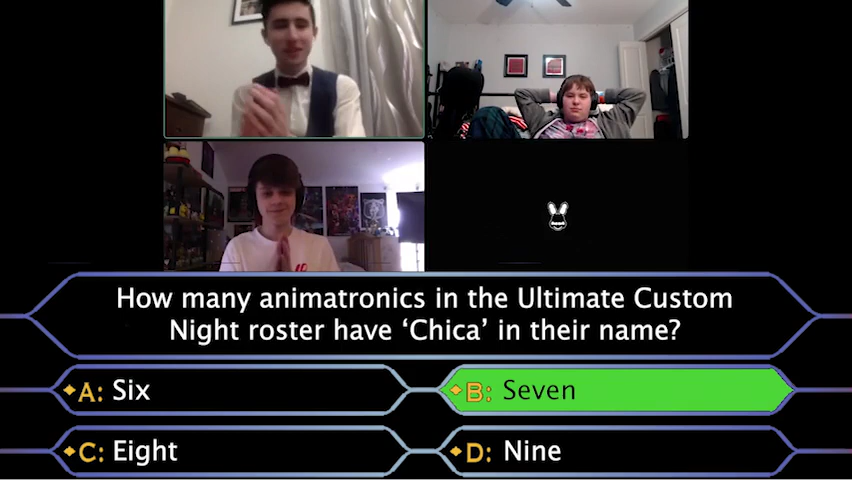 How many animatronics in the Ultimate Custom
Night roster have ‘Chica’ in their name?
A: Six
B: Seven
C: Eight
D: Nine